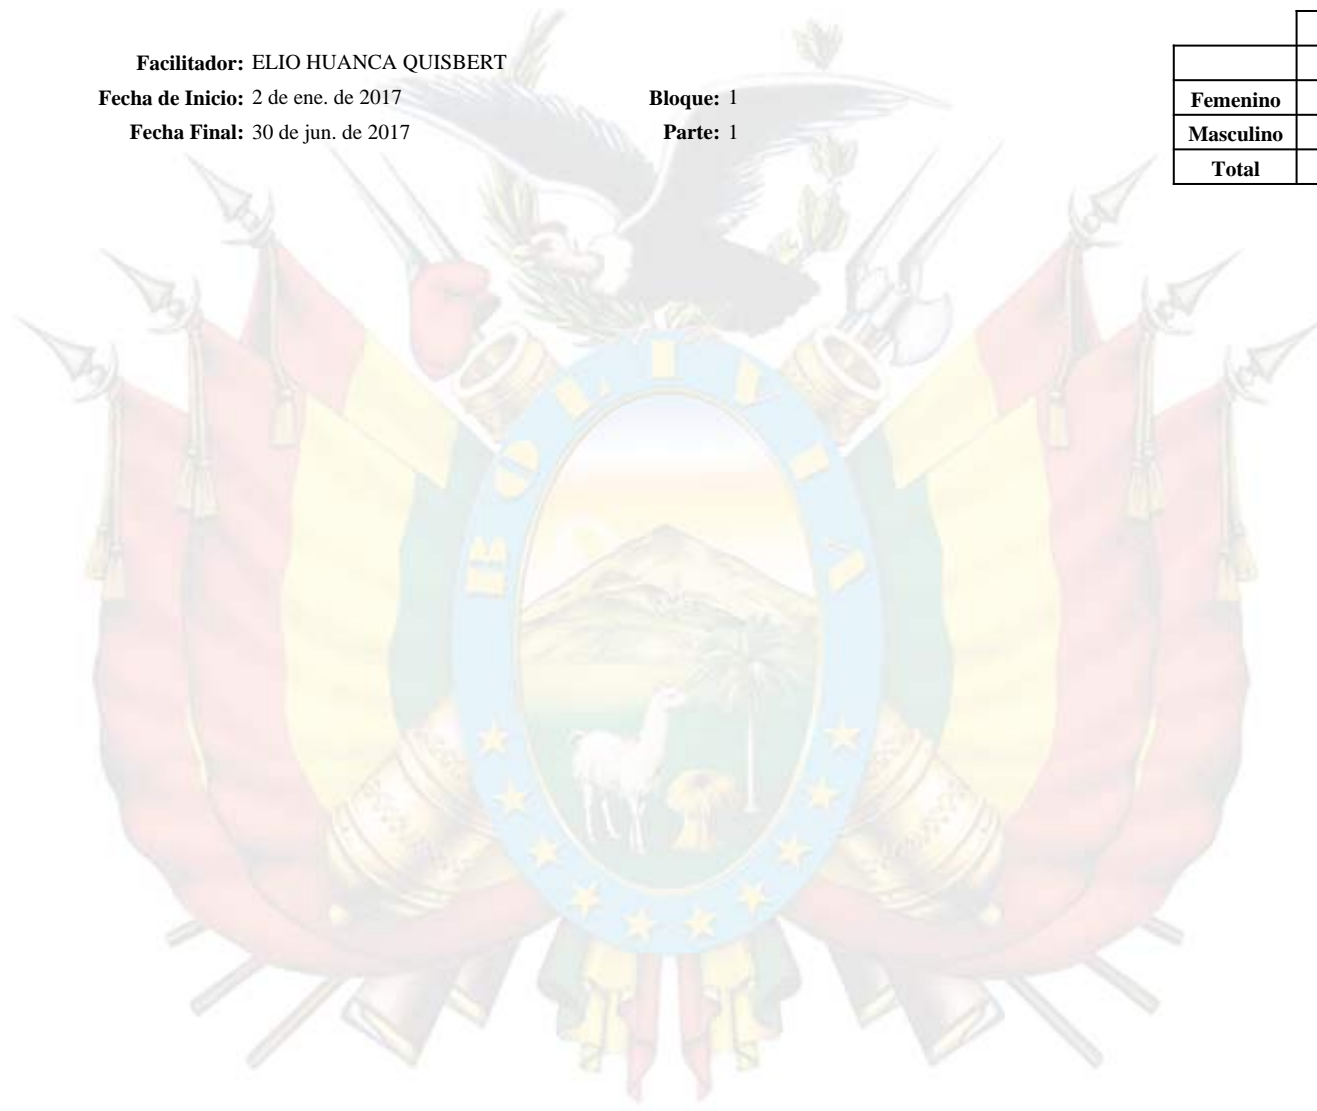 Facilitador: ELIO HUANCA QUISBERT
Fecha de Inicio: 2 de ene. de 2017 Bloque: 1
Fecha Final: 30 de jun. de 2017 Parte: 1
Femenino
Masculino
Total
BOLIVIA